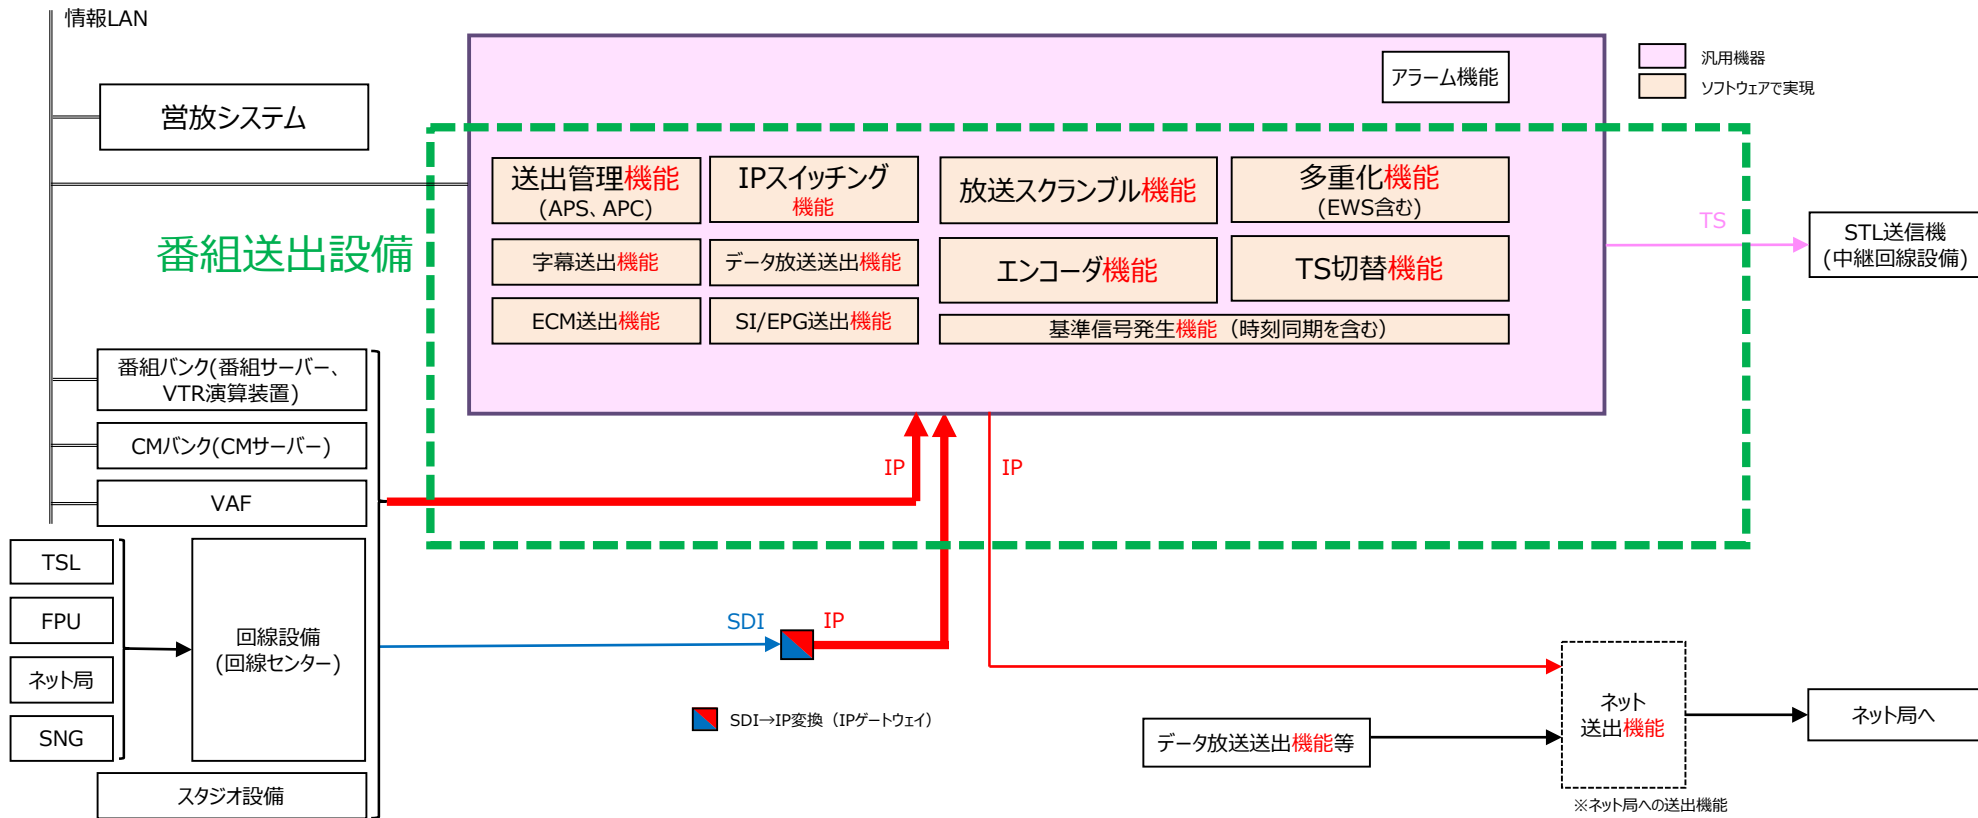 情報LAN
営放システム
アラーム機能
汎用機器
ソフトウェアで実現
番組送出設備
送出管理機能
(APS、APC)
IPスイッチング
機能
放送スクランブル機能
多重化機能
(EWS含む)
字幕送出機能
データ放送送出機能
エンコーダ機能
TS切替機能
ECM送出機能
SI/EPG送出機能
基準信号発生機能（時刻同期を含む）
TS
STL送信機
(中継回線設備)
番組バンク(番組サーバー、
VTR演算装置)
CMバンク(CMサーバー)
VAF
IP
IP
TSL
FPU
ネット局
SNG
回線設備
(回線センター)
スタジオ設備
SDI
IP
SDI→IP変換（IPゲートウェイ）
データ放送送出機能等
ネット
送出機能
ネット局へ
※ネット局への送出機能